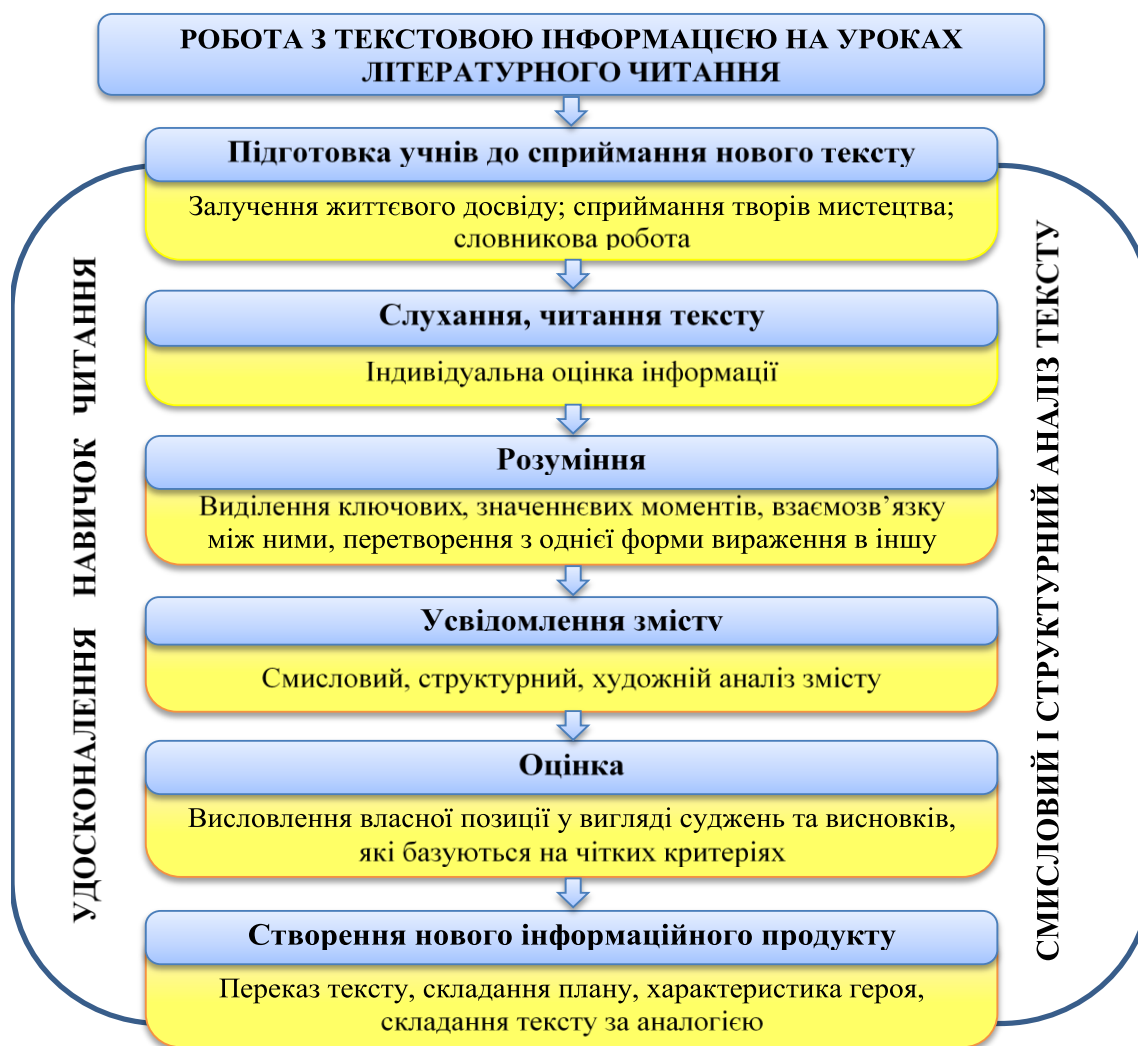 РОБОТА З ТЕКСТОВОЮ ІНФОРМАЦІЄЮ НА УРОКАХ
ЛІТЕРАТУРНОГО ЧИТАННЯ
Підготовка учнів до сприймання нового тексту
Залучення життєвого досвіду; сприймання творів мистецтва;
словникова робота
Слухання, читання тексту
Індивідуальна оцінка інформації
Розуміння
Виділення ключових, значеннєвих моментів, взаємозв’язку
між ними, перетворення з однієї форми вираження в іншу
Усвідомлення змісту
Смисловий, структурний, художній аналіз змісту
Оцінка
Висловлення власної позиції у вигляді суджень та висновків,
які базуються на чітких критеріях
Створення нового інформаційного продукту
Переказ тексту, складання плану, характеристика героя,
складання тексту за аналогією
УДОСКОНАЛЕННЯ НАВИЧОК ЧИТАННЯ
СМИСЛОВИЙ І СТРУКТУРНИЙ АНАЛІЗ ТЕКСТУ